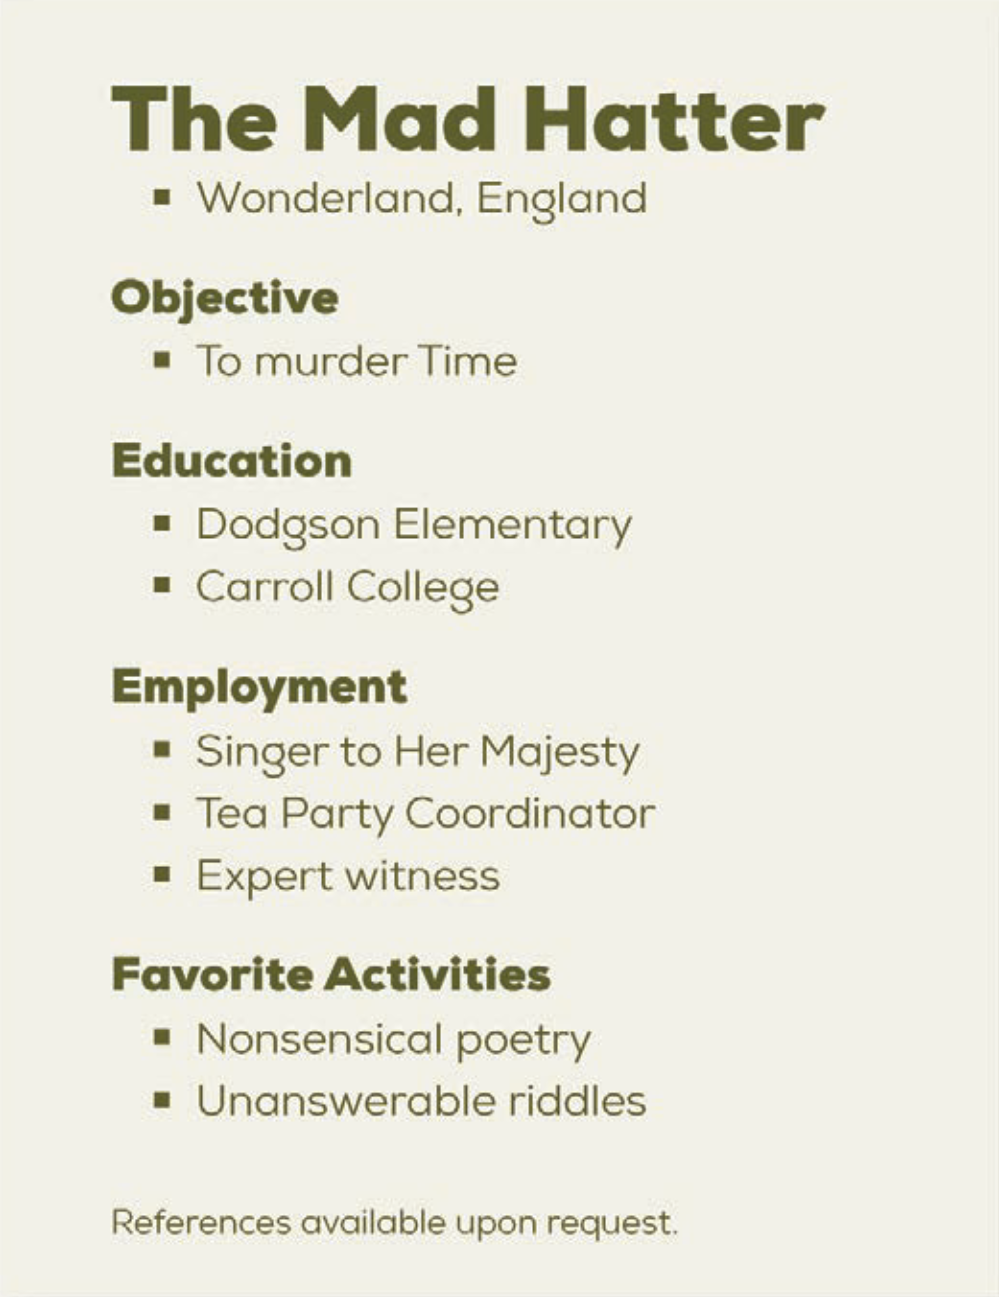 The Mad Hatter
▪ Wonderland, England
Objective
▪ To murder Time
Education
▪ Dodgson Elementary
▪ Carroll College
Employment
▪ Singer to Her Majesty
▪ Tea Party Coordinator
▪ Expert witness
Favorite Activities
▪ Nonsensical poetry
▪ Unanswerable riddles
References available upon request.